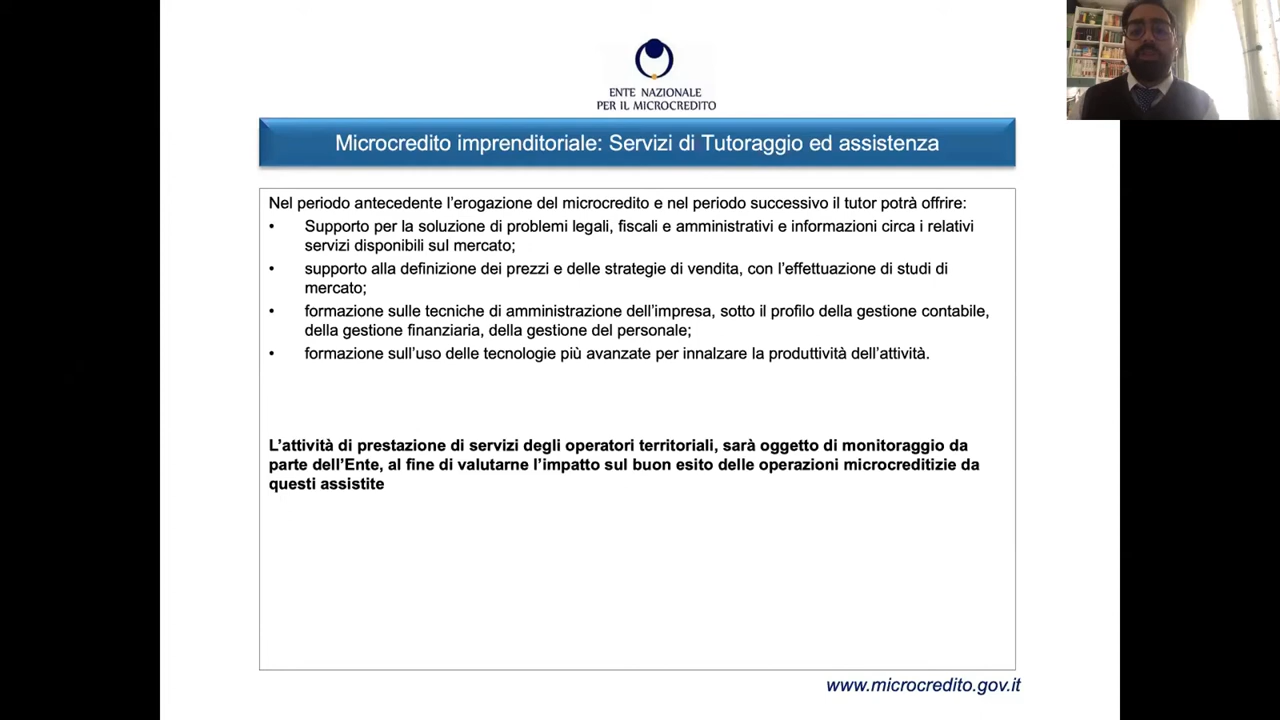 ENTE NAZIONALE
PER IL MICROCREDITO
Microcredito imprenditoriale: Servizi di Tutoraggio ed assistenza
Nel periodo antecedente l’erogazione del microcredito e nel periodo successivo il tutor potrà offrire:
• Supporto per la soluzione di problemi legali, fiscali e amministrativi e informazioni circa i relativi
servizi disponibili sul mercato;
• supporto alla definizione dei prezzi e delle strategie di vendita, con l’effettuazione di studi di
mercato;
• formazione sulle tecniche di amministrazione dell’impresa, sotto il profilo della gestione contabile,
della gestione finanziaria, della gestione del personale;
• formazione sull’uso delle tecnologie più avanzate per innalzare la produttività dell’attività.
L’attività di prestazione di servizi degli operatori territoriali, sarà oggetto di monitoraggio da
parte dell’Ente, al fine di valutarne l’impatto sul buon esito delle operazioni microcreditizie da
questi assistite
www.microcredito.gov.it